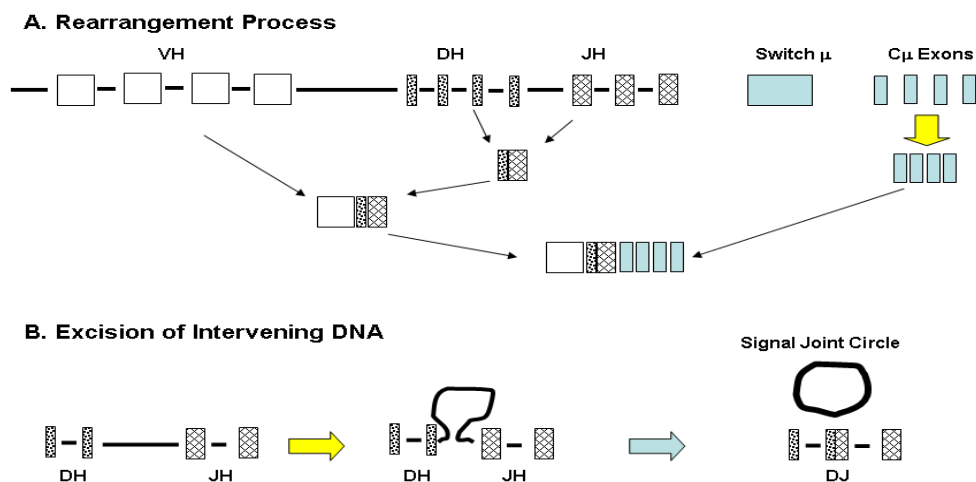 A. Rearrangement Process
VH DH JH Switch μ Cμ Exons
B. Excision of Intervening DNA
Signal Joint Circle
DH JH DH JH DJ